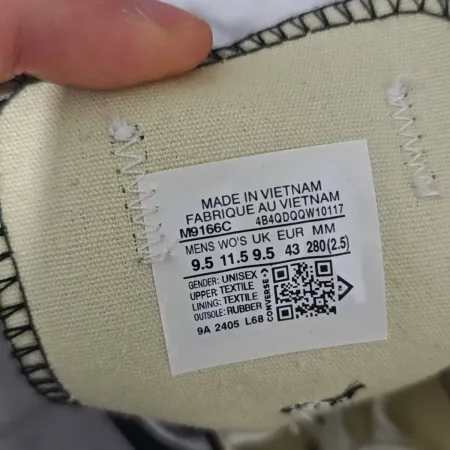 MADE IN VIETNAM
FABRIQUE AU VIETNAM
M9166C 4B4QDQQW10117
MENS WO'S UK EUR MM
9.5 11.5 9.5 43 280(2.5)
GENDER: UNISEX
UPPER: TEXTILE
LINING: TEXTILE
OUTSOLE: RUBBER
CONVERSE
9A 2405 L68